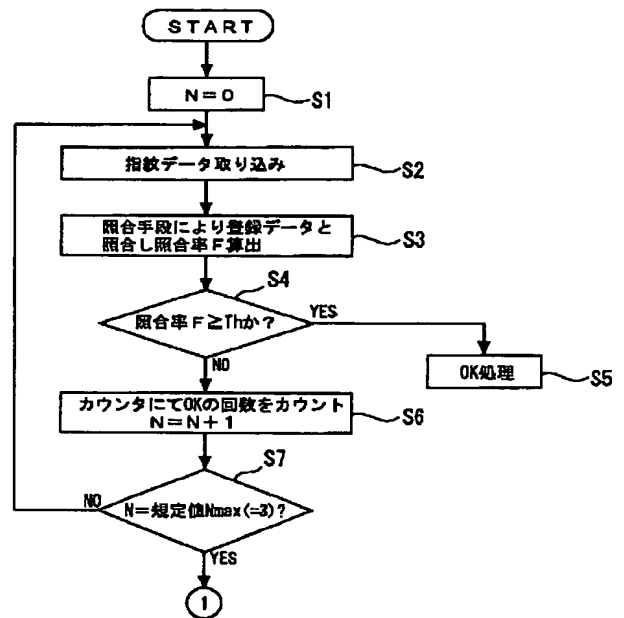 START
N=0
S1
指紋データ取り込み
S2
照合手段により登録データと
照合し照合率F算出
S3
S4
照合率F≧Thか?
YES
NO
OK処理
S5
カウンタにてOKの回数をカウント
N=N+1
S6
S7
NO
N=規定値Nmax(=3)?
YES
1